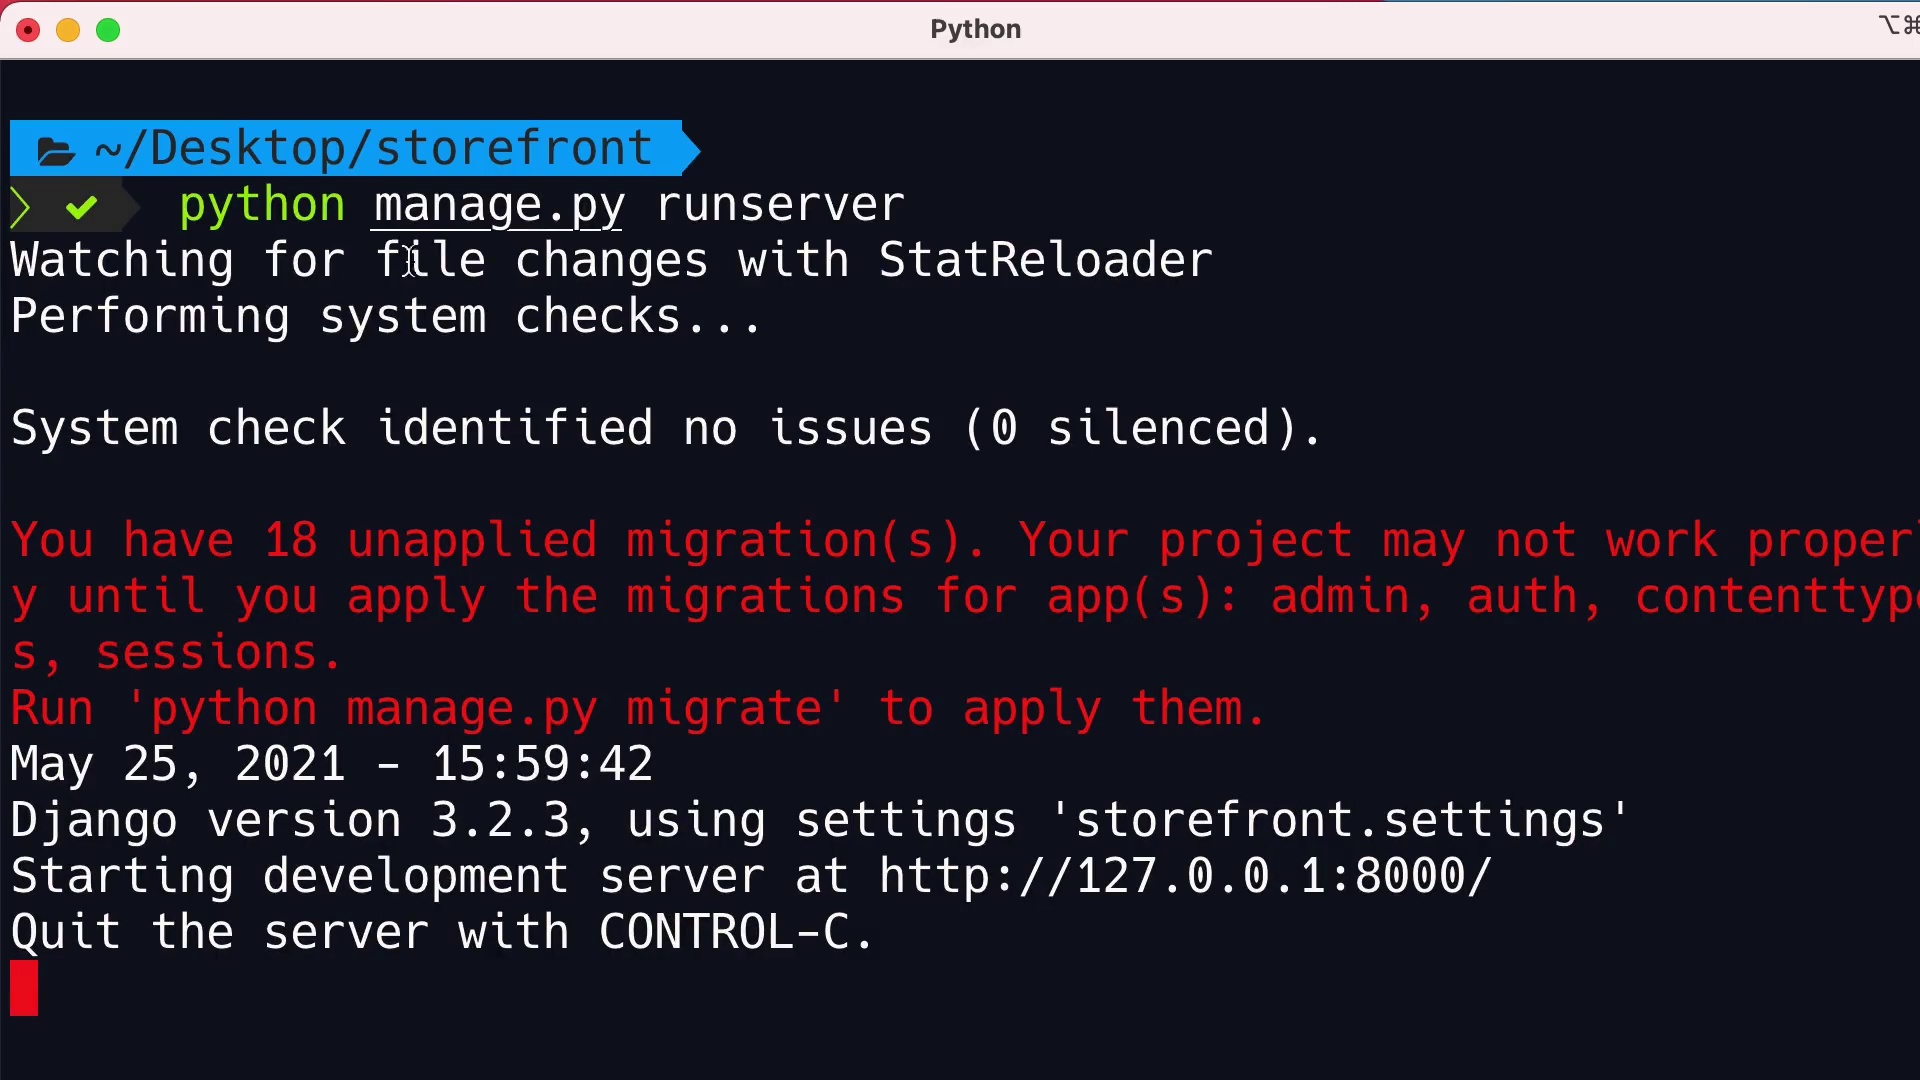 Python
⌥⌘
~/Desktop/storefront
python manage.py runserver
Watching for file changes with StatReloader
Performing system checks...
System check identified no issues (0 silenced).
You have 18 unapplied migration(s). Your project may not work properl
y until you apply the migrations for app(s): admin, auth, contenttype
s, sessions.
Run 'python manage.py migrate' to apply them.
May 25, 2021 - 15:59:42
Django version 3.2.3, using settings 'storefront.settings'
Starting development server at http://127.0.0.1:8000/
Quit the server with CONTROL-C.